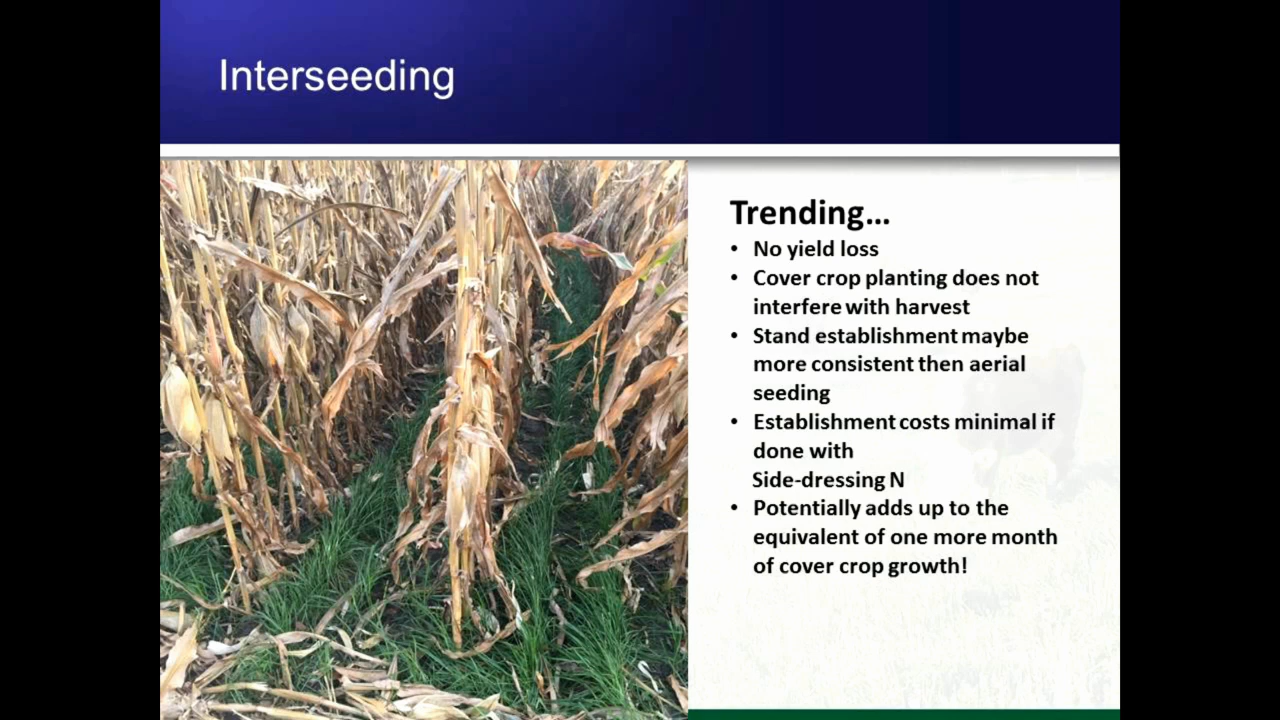 Interseeding
Trending...
• No yield loss
• Cover crop planting does not
interfere with harvest
• Stand establishment maybe
more consistent then aerial
seeding
• Establishment costs minimal if
done with
Side-dressing N
• Potentially adds up to the
equivalent of one more month
of cover crop growth!